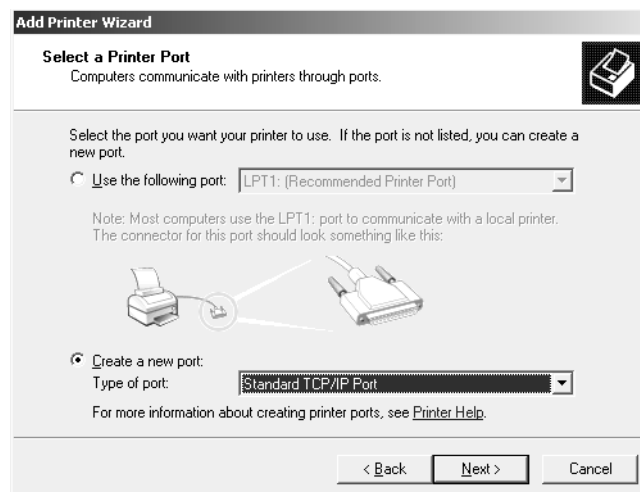 Add Printer Wizard
Select a Printer Port
Computers communicate with printers through ports.
Select the port you want your printer to use.  If the port is not listed, you can create a
new port.
Use the following port: LPT1: (Recommended Printer Port)
Note: Most computers use the LPT1: port to communicate with a local printer.
The connector for this port should look something like this:
Create a new port:
Type of port: Standard TCP/IP Port
For more information about creating printer ports, see Printer Help.
< Back Next > Cancel